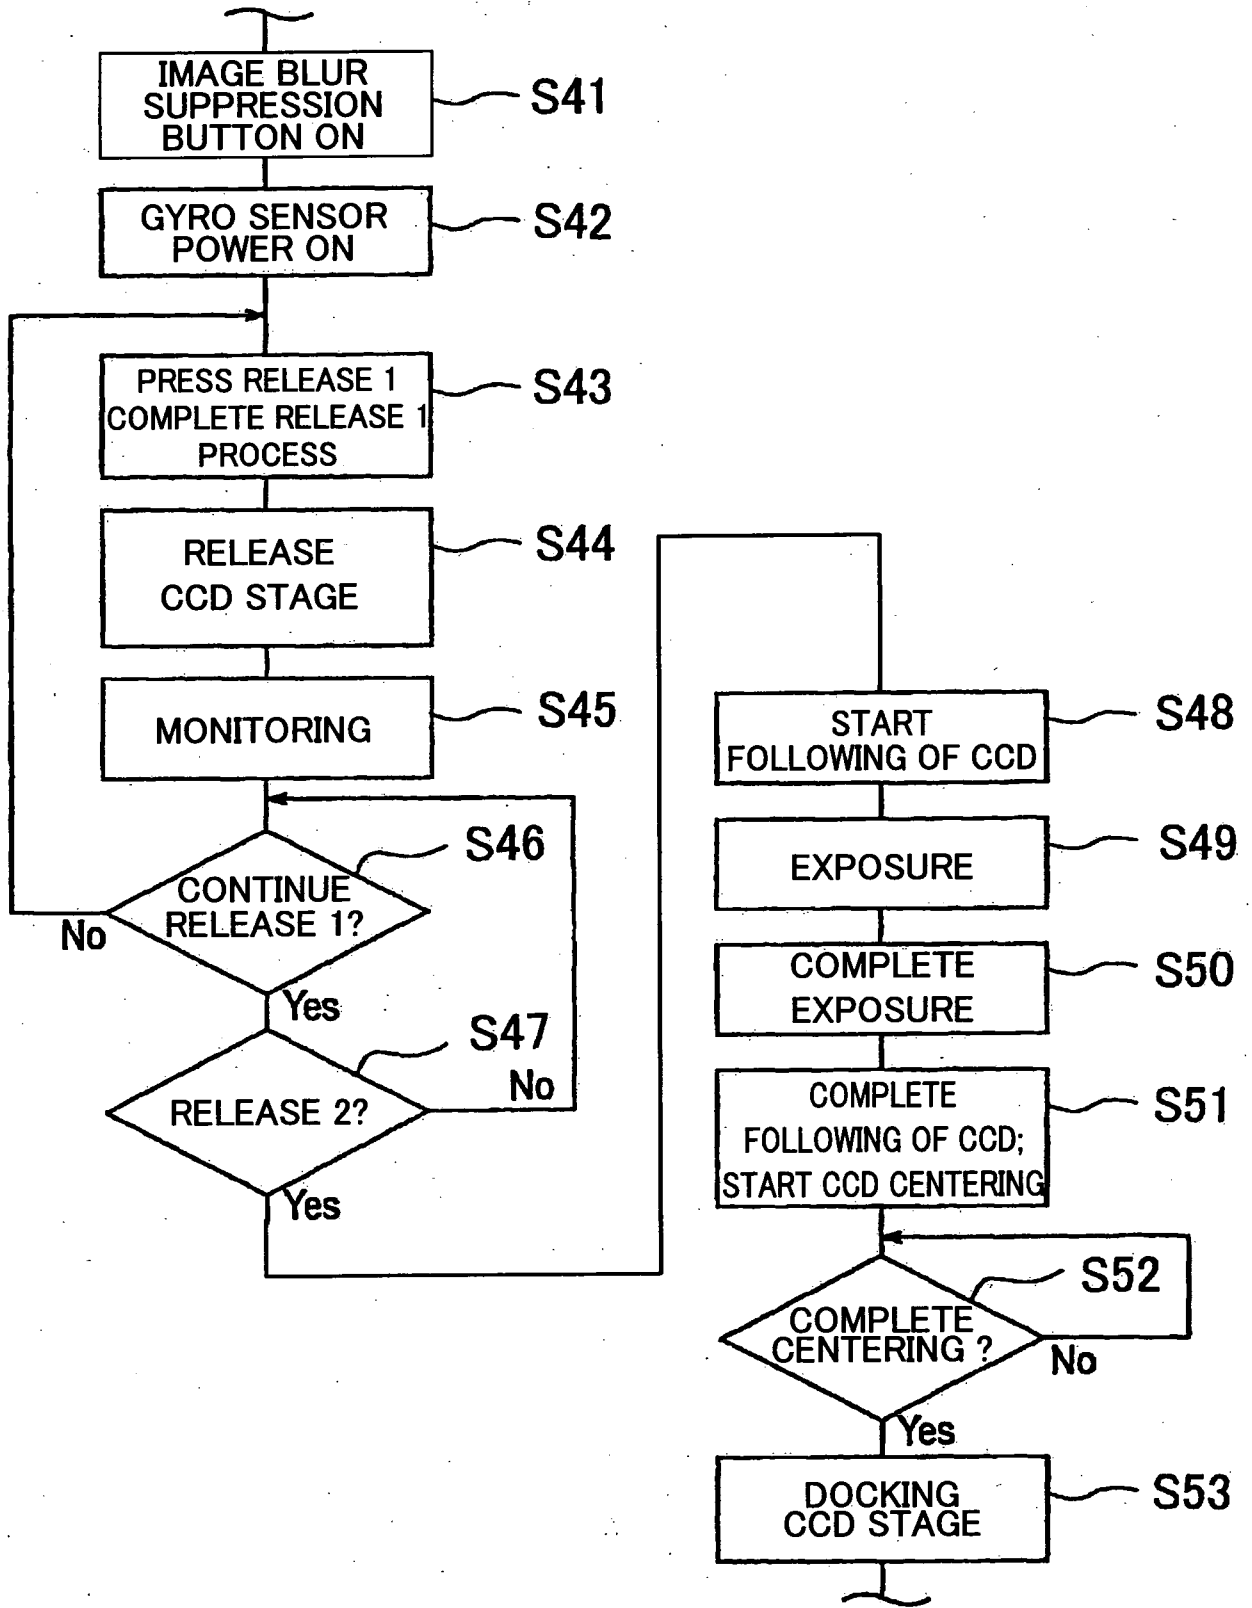 IMAGE BLUR
SUPPRESSION
BUTTON ON
S41
GYRO SENSOR
POWER ON
S42
PRESS RELEASE 1
COMPLETE RELEASE 1
PROCESS
S43
RELEASE
CCD STAGE
S44
MONITORING
S45
CONTINUE
RELEASE 1?
S46
No
Yes
RELEASE 2?
S47
No
Yes
START
FOLLOWING OF CCD
S48
EXPOSURE
S49
COMPLETE
EXPOSURE
S50
COMPLETE
FOLLOWING OF CCD;
START CCD CENTERING
S51
COMPLETE
CENTERING ?
S52
No
Yes
DOCKING
CCD STAGE
S53